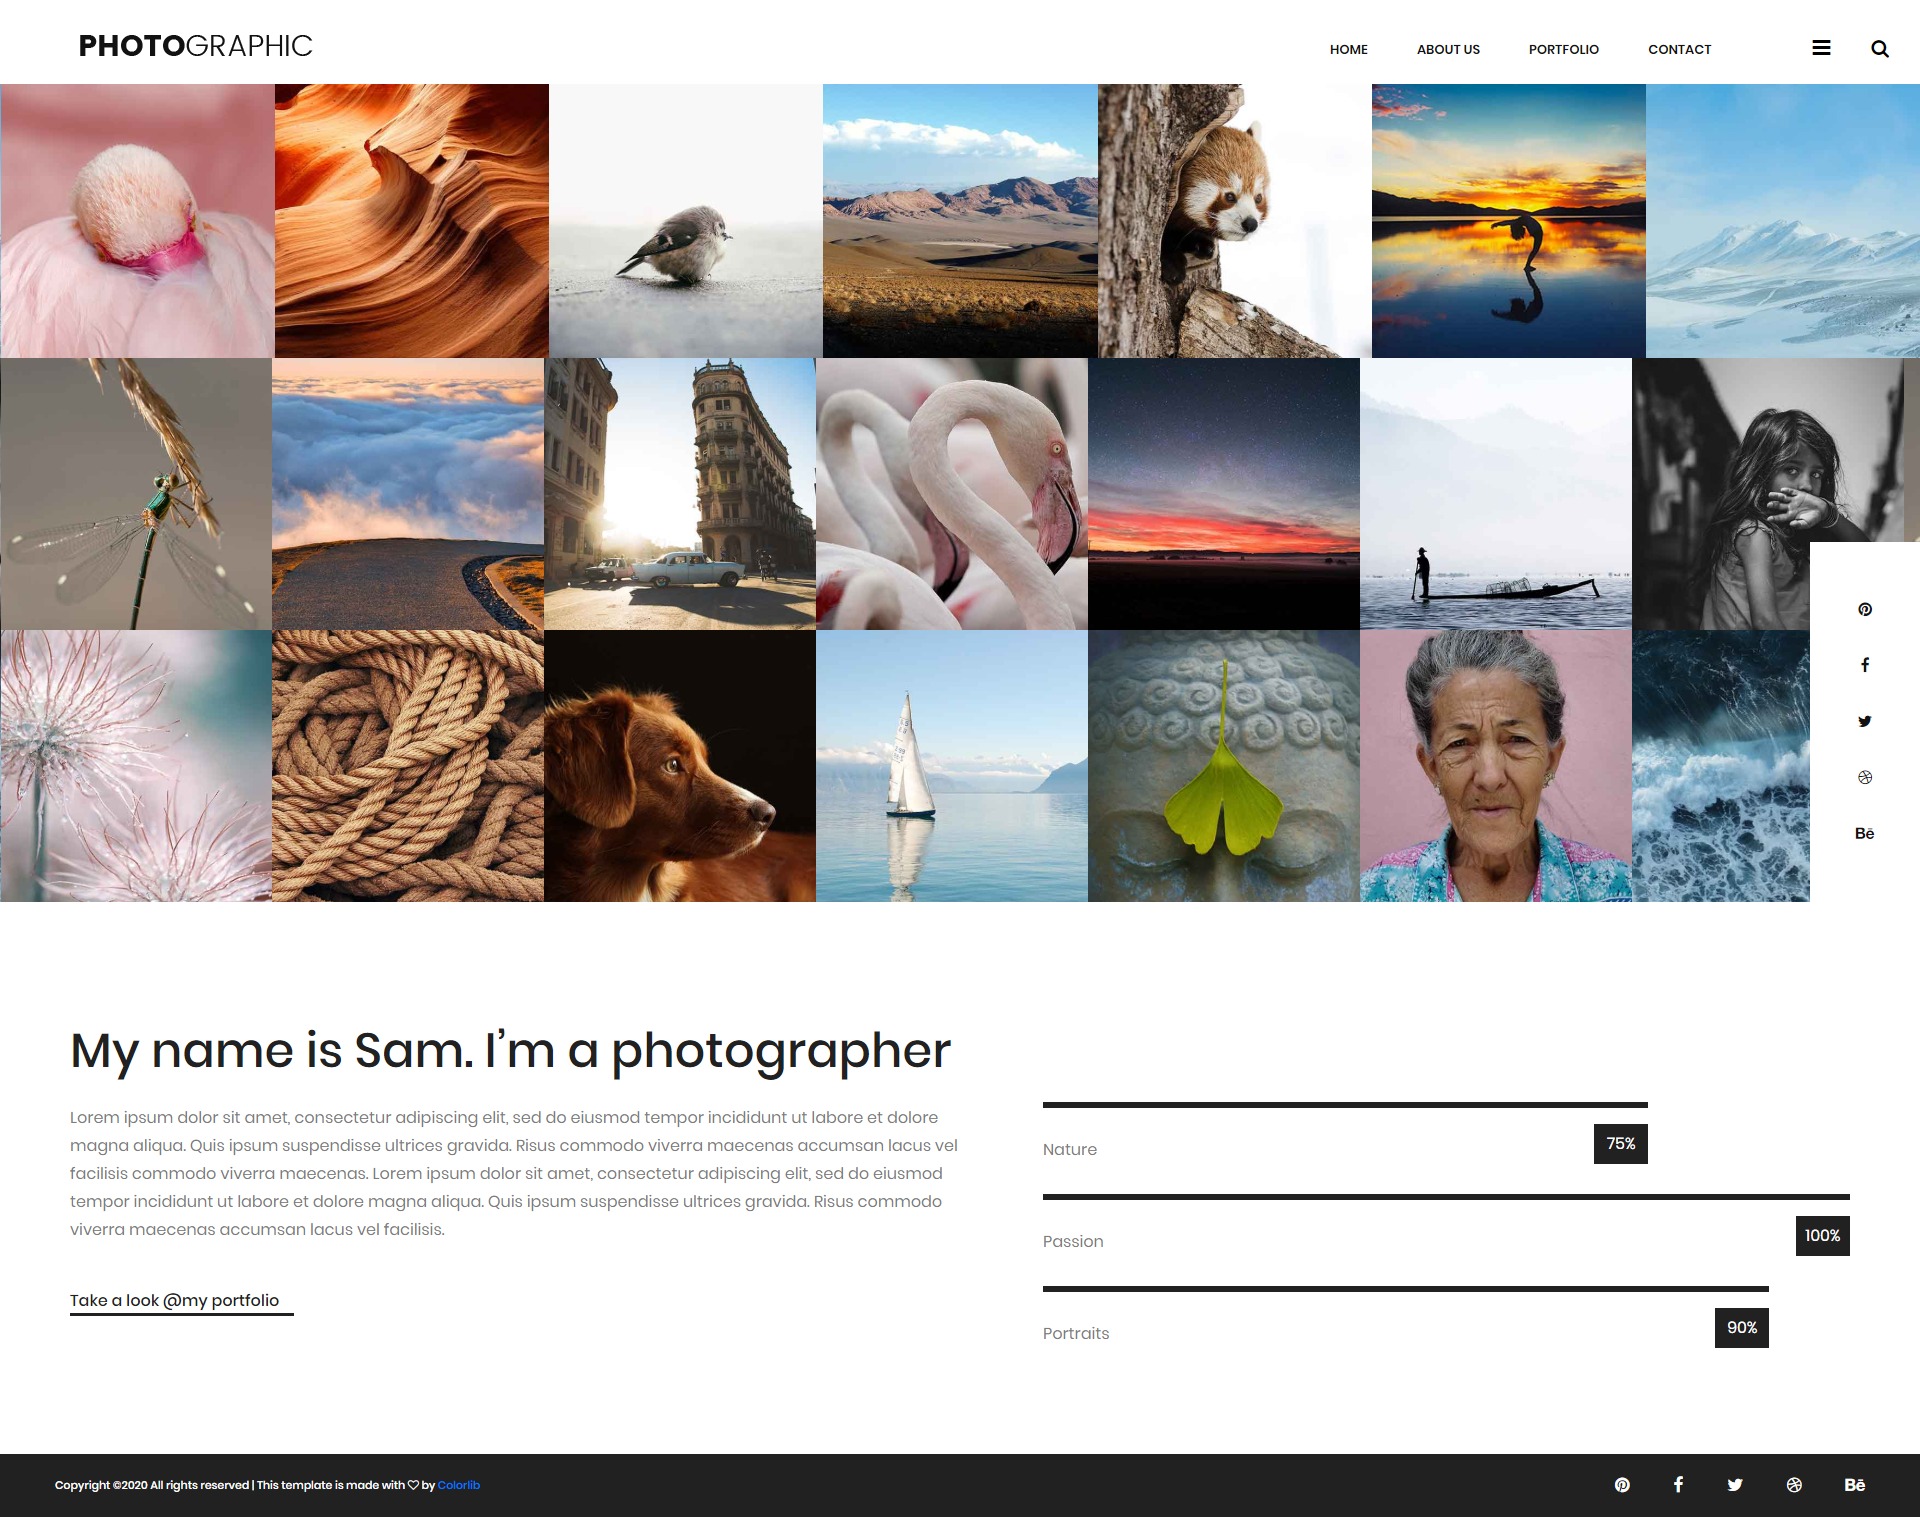 PHOTOGRAPHIC
HOME ABOUT US PORTFOLIO CONTACT
Bē
My name is Sam. I’m a photographer
Lorem ipsum dolor sit amet, consectetur adipiscing elit, sed do eiusmod tempor incididunt ut labore et dolore
magna aliqua. Quis ipsum suspendisse ultrices gravida. Risus commodo viverra maecenas accumsan lacus vel
facilisis commodo viverra maecenas. Lorem ipsum dolor sit amet, consectetur adipiscing elit, sed do eiusmod
tempor incididunt ut labore et dolore magna aliqua. Quis ipsum suspendisse ultrices gravida. Risus commodo
viverra maecenas accumsan lacus vel facilisis.
Take a look @my portfolio
Nature 75%
Passion 100%
Portraits 90%
Copyright ©2020 All rights reserved | This template is made with ♡ by Colorlib
Bē